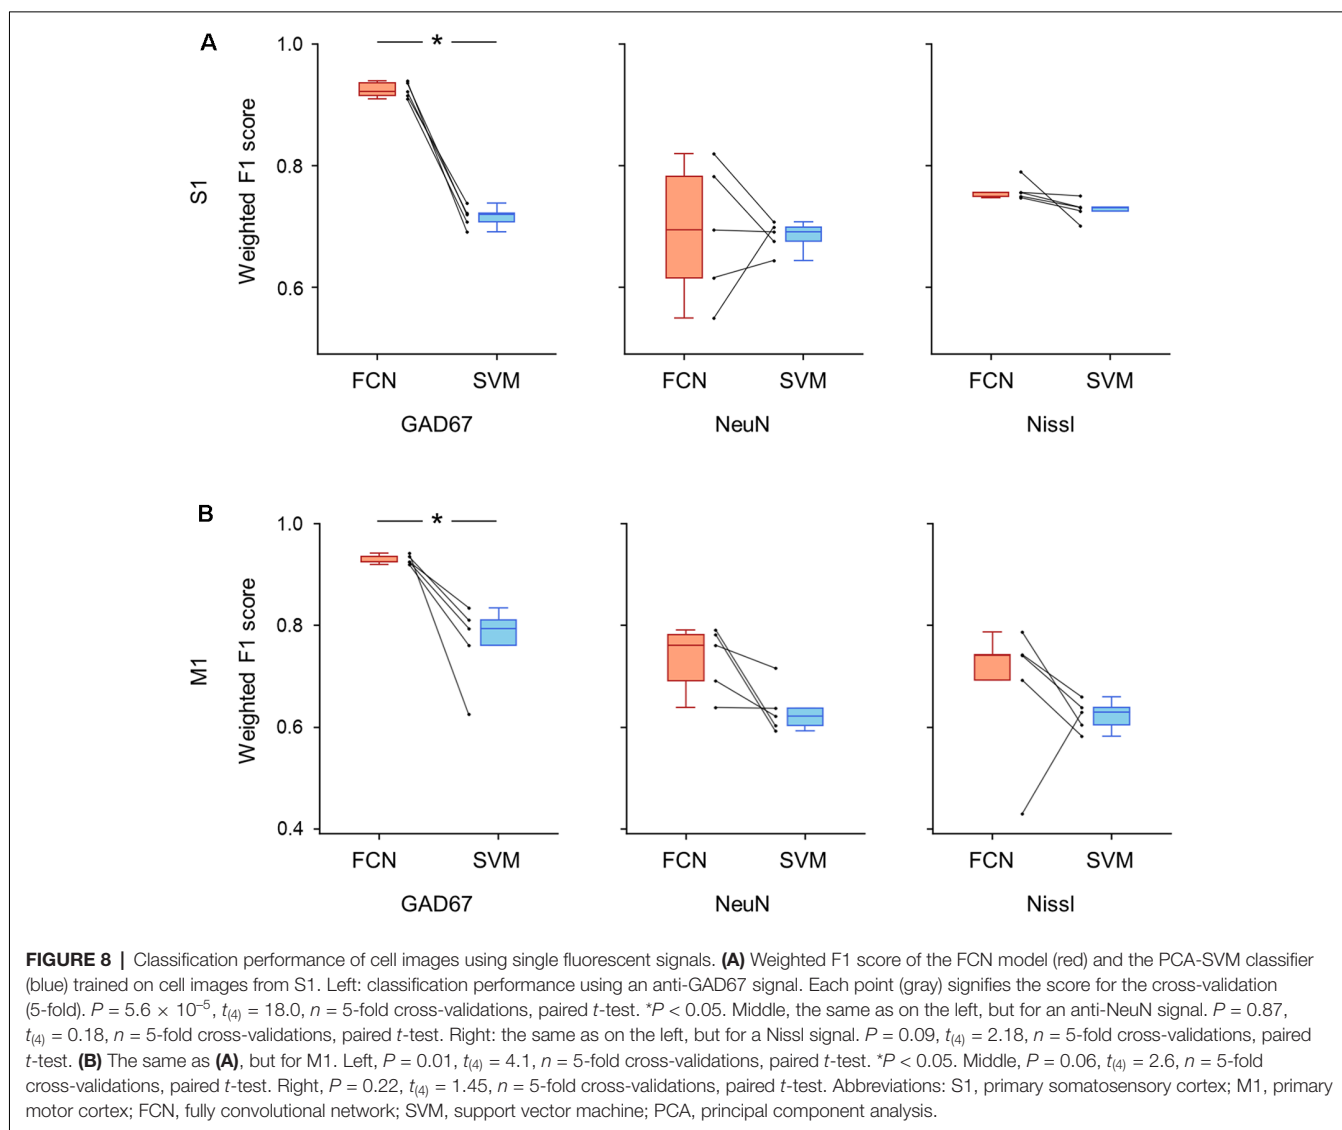 A
*
1.0
0.8
0.6
Weighted F1 score
S1
FCN SVM FCN SVM FCN SVM
GAD67 NeuN Nissl
B
*
1.0
0.8
0.6
0.4
Weighted F1 score
M1
FCN SVM FCN SVM FCN SVM
GAD67 NeuN Nissl
FIGURE 8 | Classification performance of cell images using single fluorescent signals. (A) Weighted F1 score of the FCN model (red) and the PCA-SVM classifier
(blue) trained on cell images from S1. Left: classification performance using an anti-GAD67 signal. Each point (gray) signifies the score for the cross-validation
(5-fold). P = 5.6 × 10⁻⁵, t₍₄₎ = 18.0, n = 5-fold cross-validations, paired t-test. *P < 0.05. Middle, the same as on the left, but for an anti-NeuN signal. P = 0.87,
t₍₄₎ = 0.18, n = 5-fold cross-validations, paired t-test. Right: the same as on the left, but for a Nissl signal. P = 0.09, t₍₄₎ = 2.18, n = 5-fold cross-validations, paired
t-test. (B) The same as (A), but for M1. Left, P = 0.01, t₍₄₎ = 4.1, n = 5-fold cross-validations, paired t-test. *P < 0.05. Middle, P = 0.06, t₍₄₎ = 2.6, n = 5-fold
cross-validations, paired t-test. Right, P = 0.22, t₍₄₎ = 1.45, n = 5-fold cross-validations, paired t-test. Abbreviations: S1, primary somatosensory cortex; M1, primary
motor cortex; FCN, fully convolutional network; SVM, support vector machine; PCA, principal component analysis.